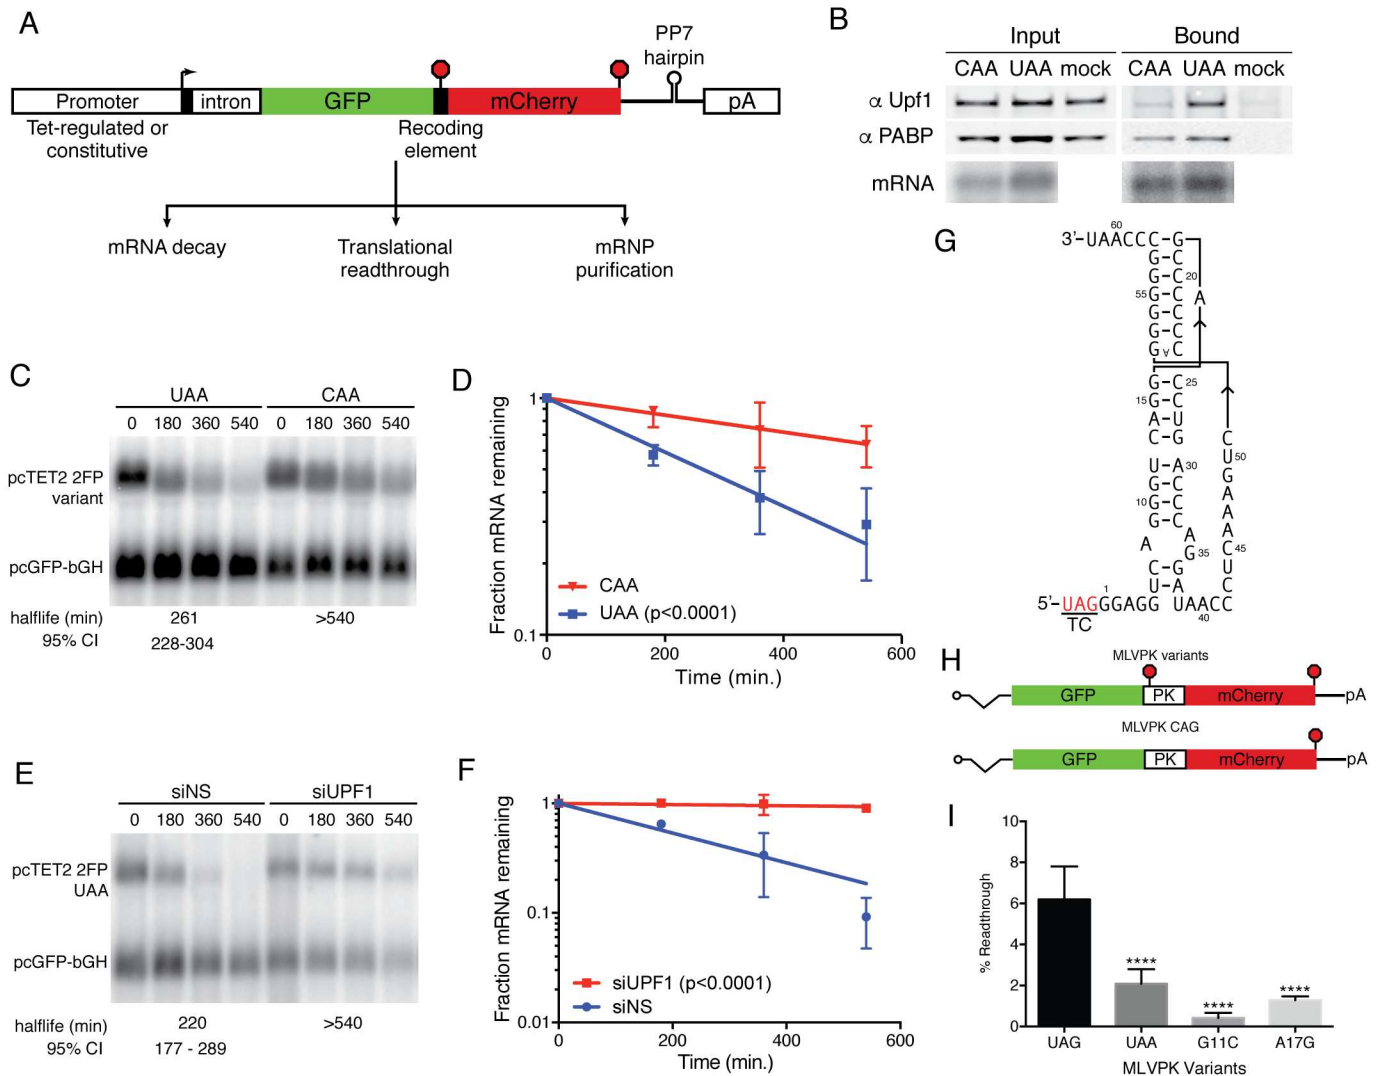 A
PP7
hairpin
Promoter
intron
GFP
mCherry
pA
Tet-regulated or
constitutive
Recoding
element
mRNA decay
Translational
readthrough
mRNP
purification
B
Input
Bound
CAA UAA mock
CAA UAA mock
α Upf1
α PABP
mRNA
C
UAA
CAA
0 180 360 540 0 180 360 540
pcTET2 2FP
variant
pcGFP-bGH
halflife (min) 261 >540
95% CI 228-304
D
Fraction mRNA remaining
1
0.1
CAA
UAA (p<0.0001)
0 200 400 600
Time (min.)
E
siNS
siUPF1
0 180 360 540 0 180 360 540
pcTET2 2FP
UAA
pcGFP-bGH
halflife (min) 220 >540
95% CI 177 - 289
F
Fraction mRNA remaining
1
0.1
0.01
siUPF1 (p<0.0001)
siNS
0 200 400 600
Time (min.)
G
60
3'-UAACCC-G
G-C
G-C 20
55 G-C A
G-C
G-C
G A C
G-C 25
15 G-C
A-U
C-G C
U-A 30 U 50
G-C G
10 G-C A
G-C A
G A A
A G 35 C 45
C-G U
U-A C
5'-UAGGGAGG UAACC
1
TC
40
H
MLVPK variants
GFP PK mCherry pA
MLVPK CAG
GFP PK mCherry pA
I
% Readthrough
10
8
6
4
2
0
****
****
****
UAG UAA G11C A17G
MLVPK Variants